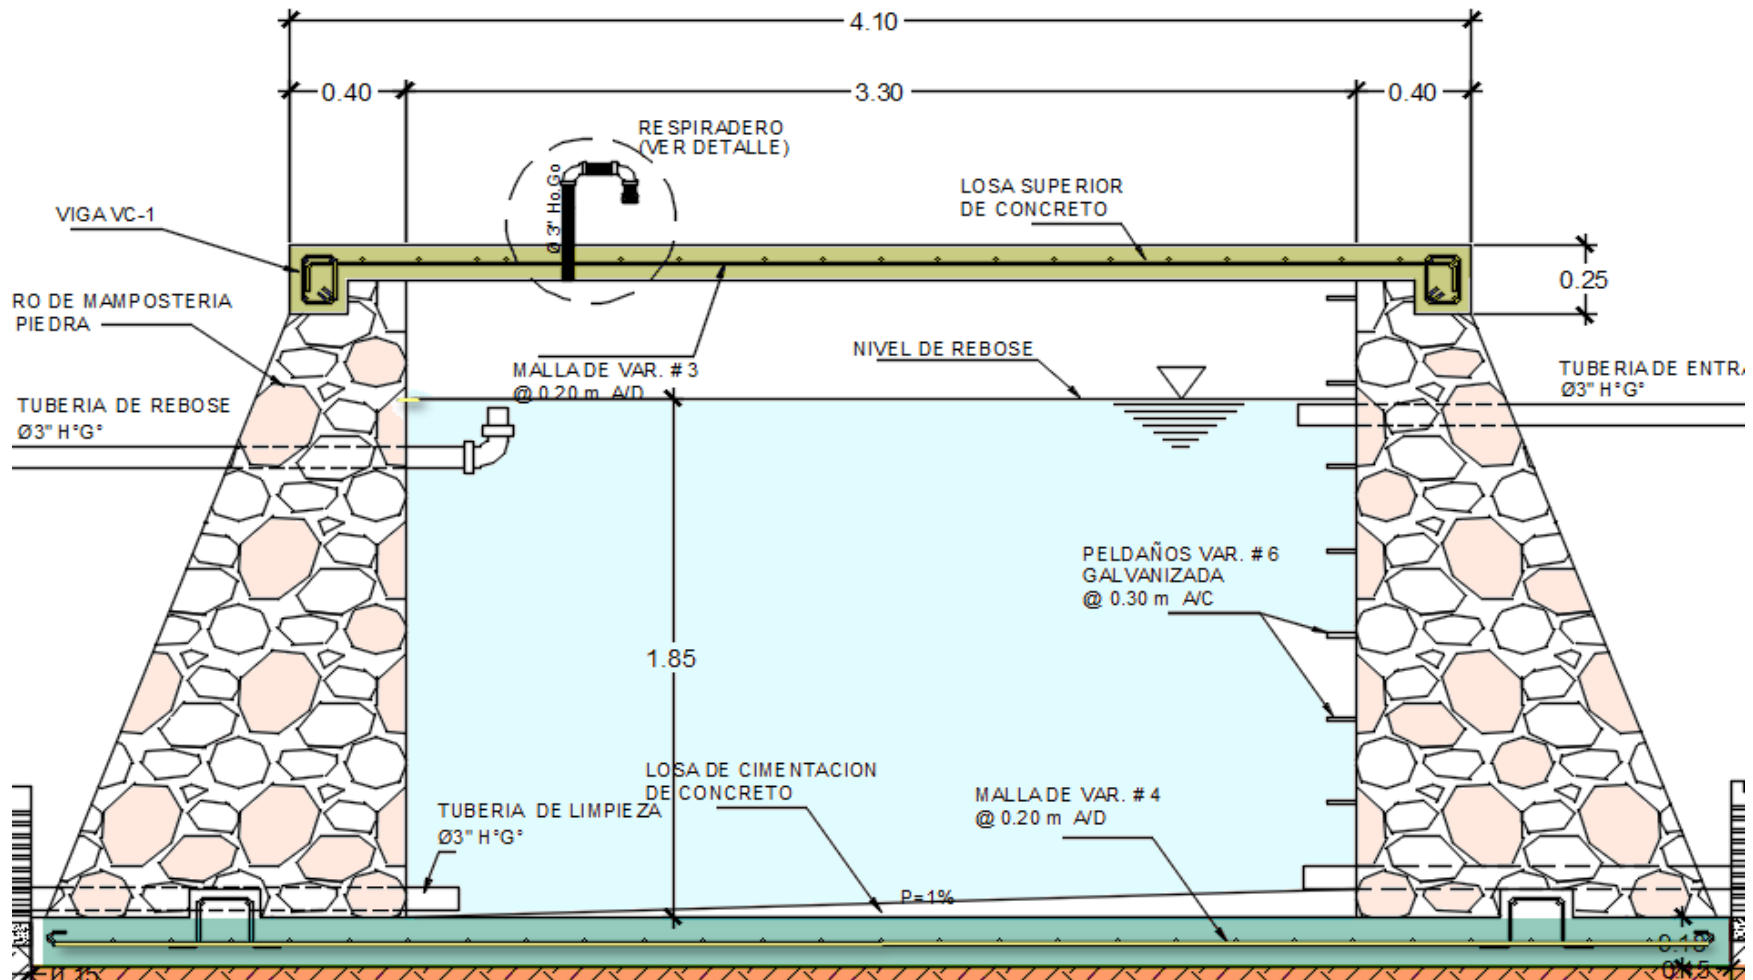 4.10
0.40
3.30
0.40
RESPIRADERO
(VER DETALLE)
Ø 3" Ho.Go
LOSA SUPERIOR
DE CONCRETO
VIGA VC-1
0.25
RO DE MAMPOSTERIA
PIEDRA
NIVEL DE REBOSE
MALLA DE VAR. # 3
@ 0.20 m A/D
TUBERIA DE ENTRA
Ø3" H°G°
TUBERIA DE REBOSE
Ø3" H°G°
PELDAÑOS VAR. # 6
GALVANIZADA
@ 0.30 m A/C
1.85
LOSA DE CIMENTACION
DE CONCRETO
MALLA DE VAR. # 4
@ 0.20 m A/D
TUBERIA DE LIMPIEZA
Ø3" H°G°
P=1%
0.15